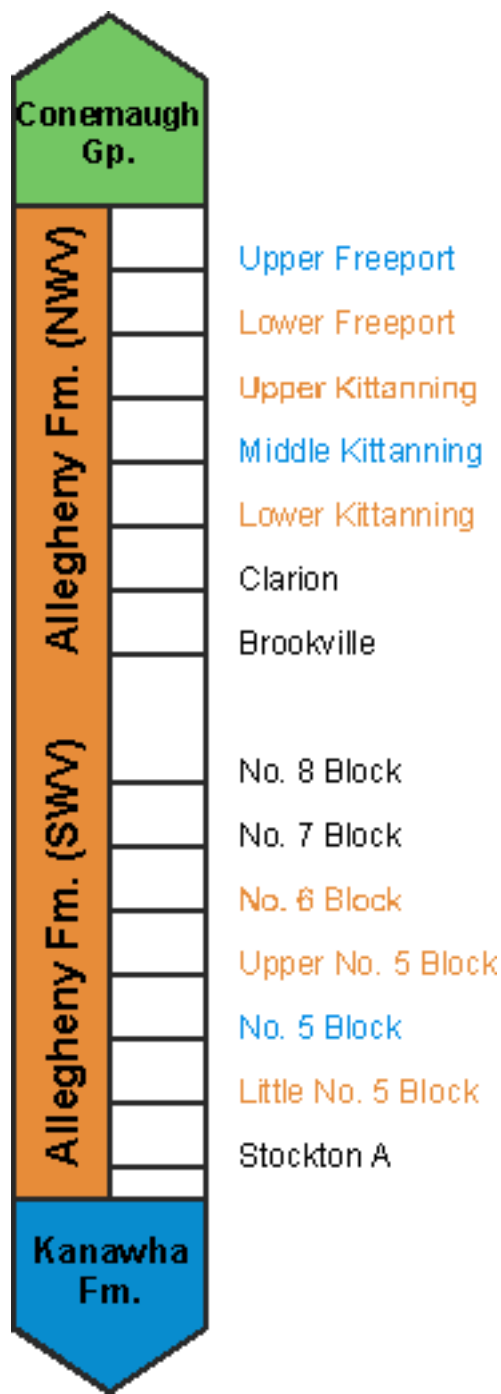 Conemaugh
Gp.
Allegheny Fm. (NWV)
Upper Freeport
Lower Freeport
Upper Kittanning
Middle Kittanning
Lower Kittanning
Clarion
Brookville
Allegheny Fm. (SWV)
No. 8 Block
No. 7 Block
No. 6 Block
Upper No. 5 Block
No. 5 Block
Little No. 5 Block
Stockton A
Kanawha
Fm.